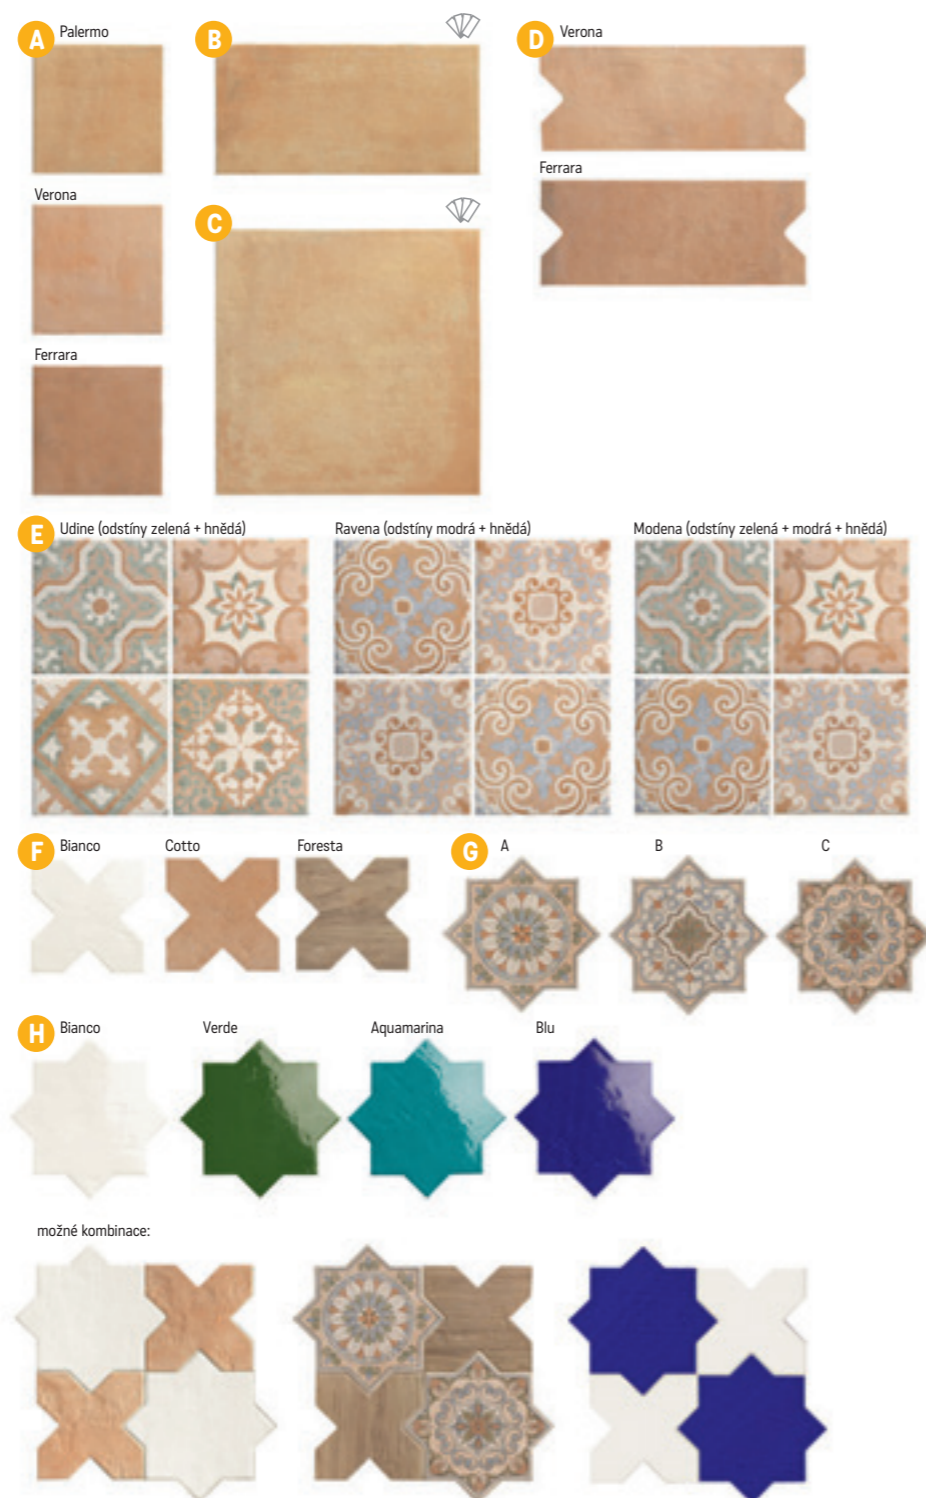 A Palermo
B
D Verona
Verona
C
Ferrara
Ferrara
E Udine (odstíny zelená + hnědá)
Ravena (odstíny modrá + hnědá)
Modena (odstíny zelená + modrá + hnědá)
F Bianco Cotto Foresta
G A B C
H Bianco Verde Aquamarina Blu
možné kombinace: